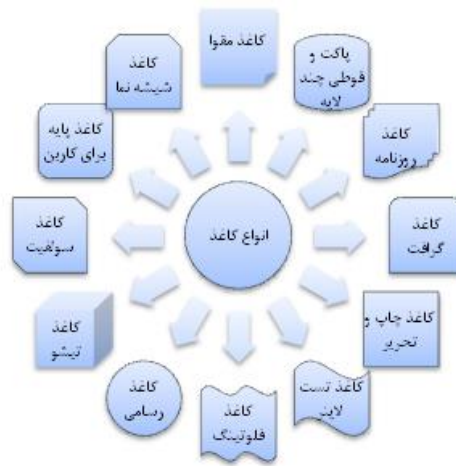 کاغذ مقوا
پاکت و
قوطی چند
لایه
کاغذ
روزنامه
کاغذ
گرافت
کاغذ چاپ و
تحریر
کاغذ تست
لاینر
کاغذ
فلوتینگ
کاغذ
رسامی
کاغذ
تیشو
کاغذ
سولفیت
کاغذ پایه
برای کاربن
کاغذ
شیشه نما
انواع کاغذ